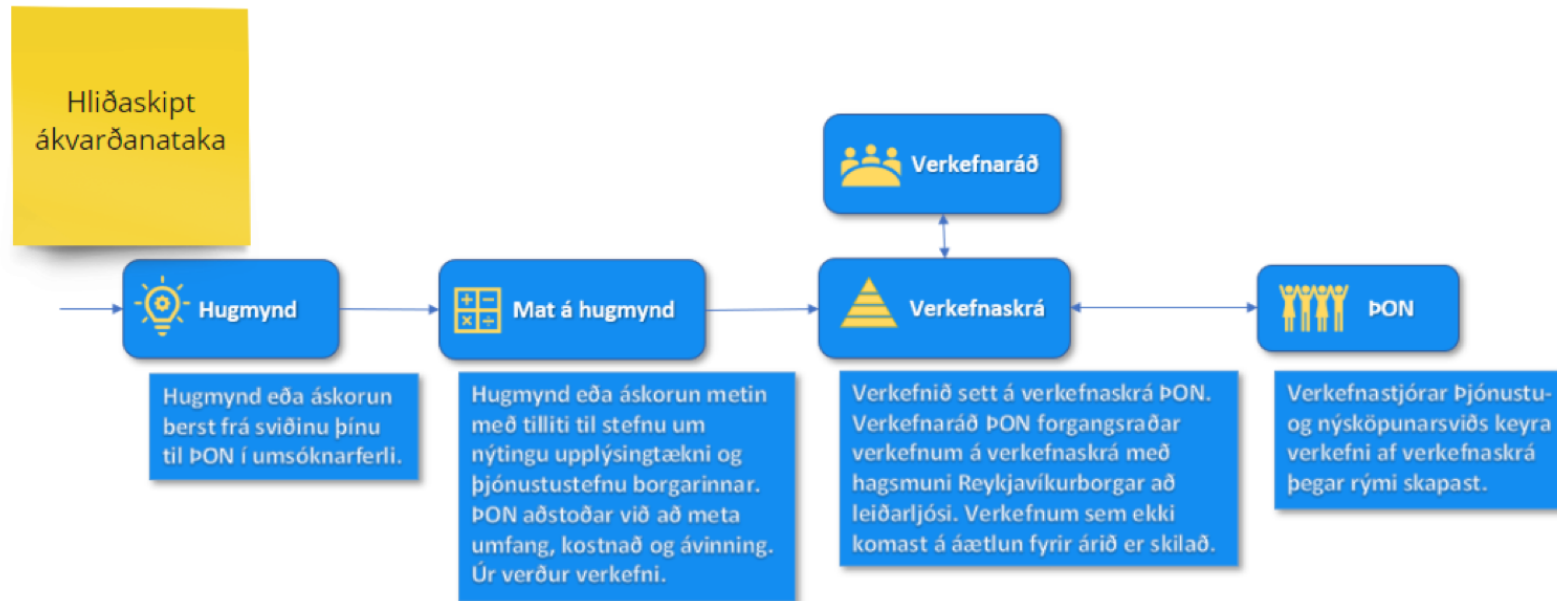 Hliðaskipt
ákvarðanataka
Verkefnaráð
Hugmynd
Mat á hugmynd
Verkefnaskrá
ÞON
Hugmynd eða áskorun
berst frá sviðinu þínu
til ÞON í umsóknarferli.
Hugmynd eða áskorun metin
með tilliti til stefnu um
nýtingu upplýsingtækni og
þjónustustefnu borgarinnar.
ÞON aðstoðar við að meta
umfang, kostnað og ávinning.
Úr verður verkefni.
Verkefnið sett á verkefnaskrá ÞON.
Verkefnaráð ÞON forgangsraðar
verkefnum á verkefnaskrá með
hagsmuni Reykjavíkurborgar að
leiðarljósi. Verkefnum sem ekki
komast á áætlun fyrir árið er skilað.
Verkefnastjórar Þjónustu-
og nýsköpunarsviðs keyra
verkefni af verkefnaskrá
þegar rými skapast.